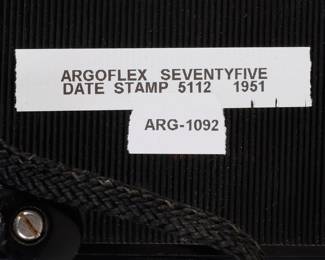 ARGOFLEX SEVENTYFIVE
DATE STAMP 5112 1951
ARG-1092